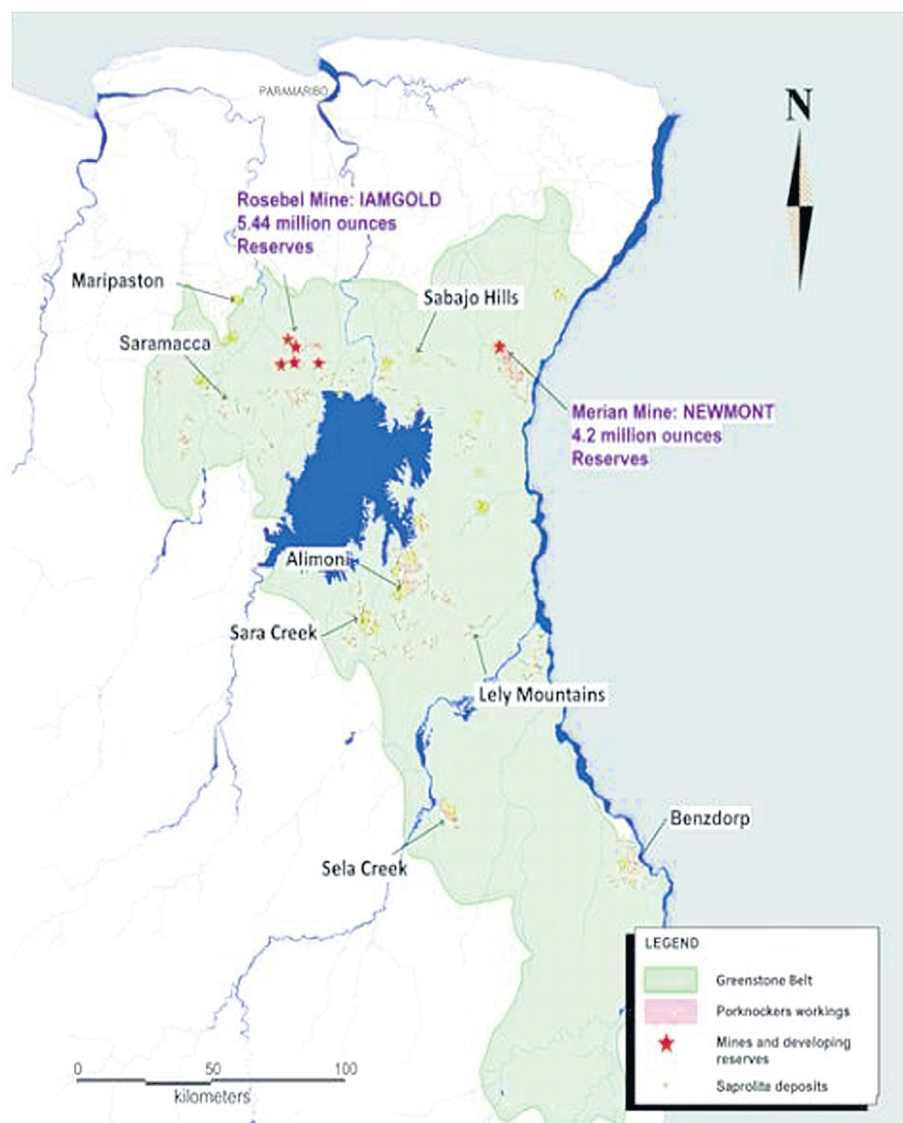 N
PARAMARIBO
Rosebel Mine: IAMGOLD
5.44 million ounces
Reserves
Maripaston
Sabajo Hills
Saramacca
Merian Mine: NEWMONT
4.2 million ounces
Reserves
Alimoni
Sara Creek
Lely Mountains
Benzdorp
Sela Creek
LEGEND
Greenstone Belt
Porknockers workings
Mines and developing
reserves
Saprolite deposits
0 50 100
kilometers